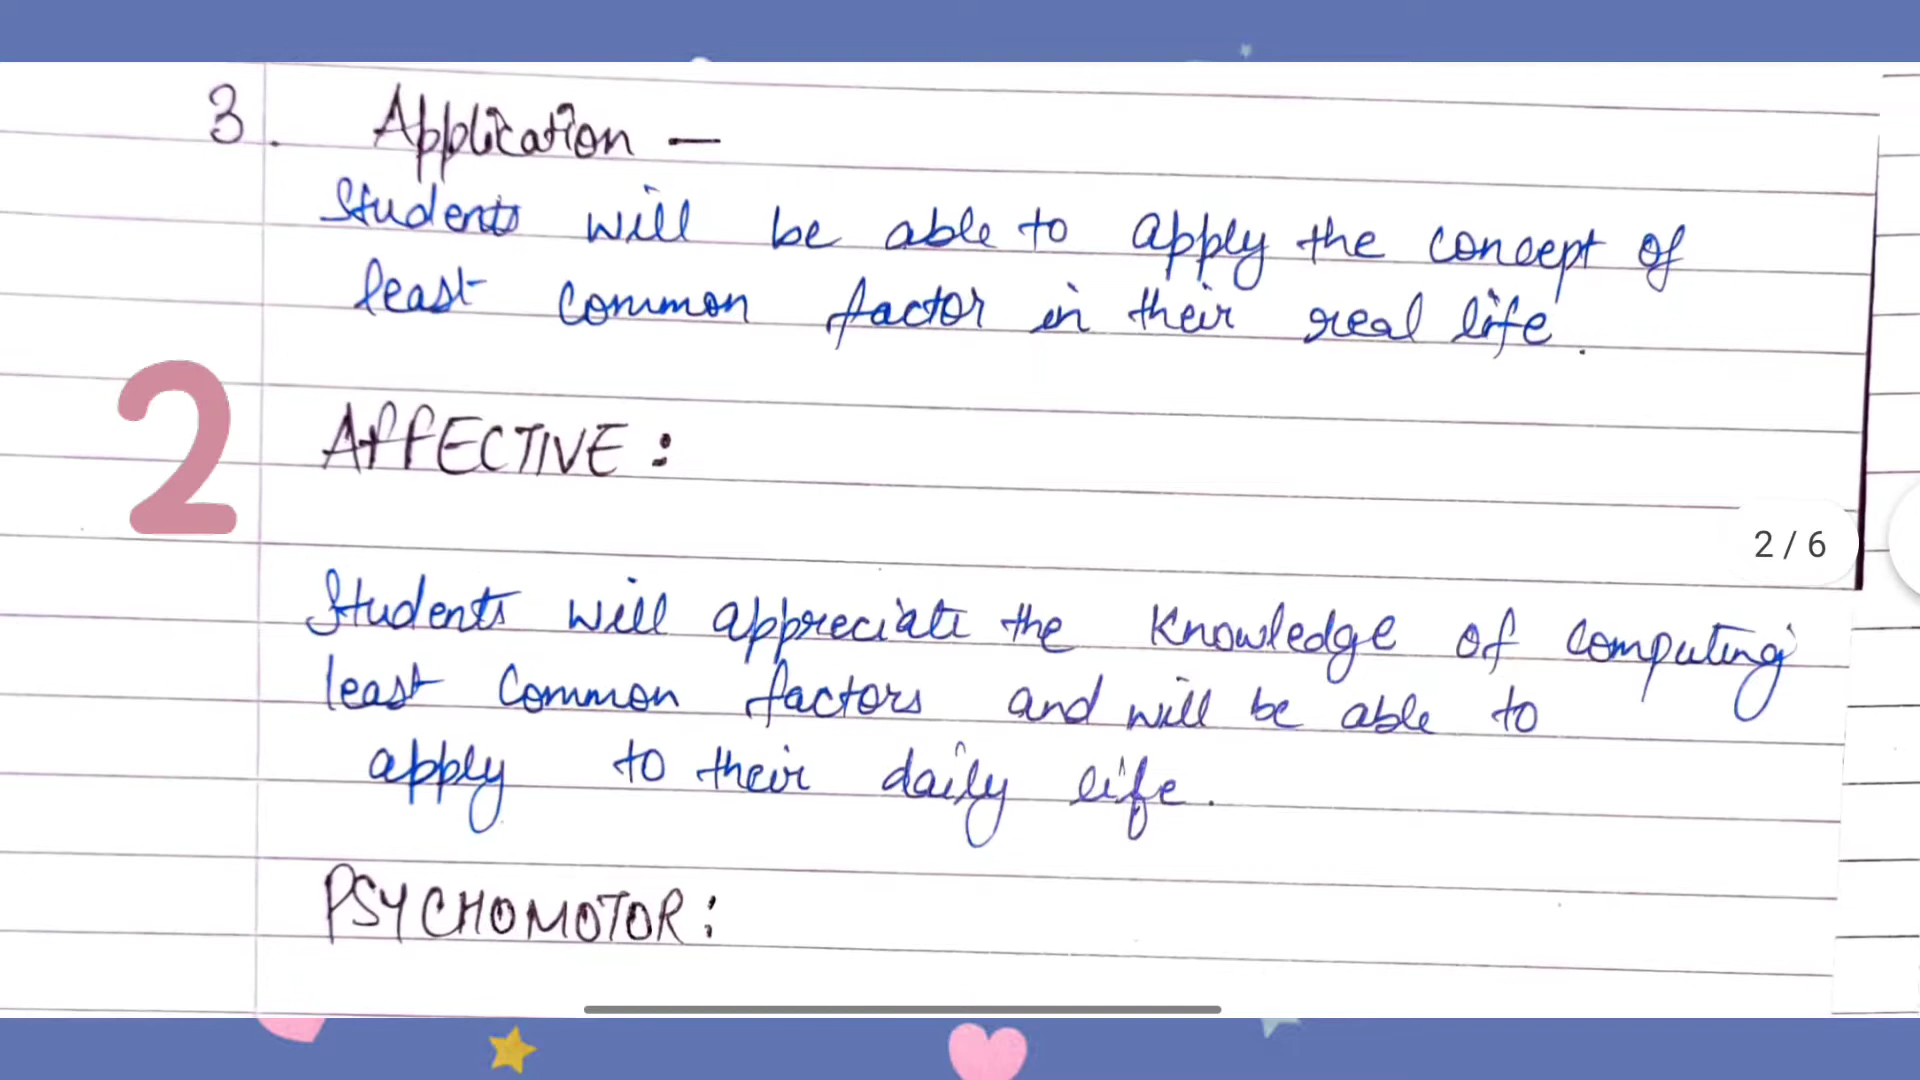 3. Application —
Students will be able to apply the concept of
least common factor in their real life.
2
AFFECTIVE :
2 / 6
Students will appreciate the knowledge of computing
least common factors and will be able to
apply to their daily life.
PSYCHOMOTOR :